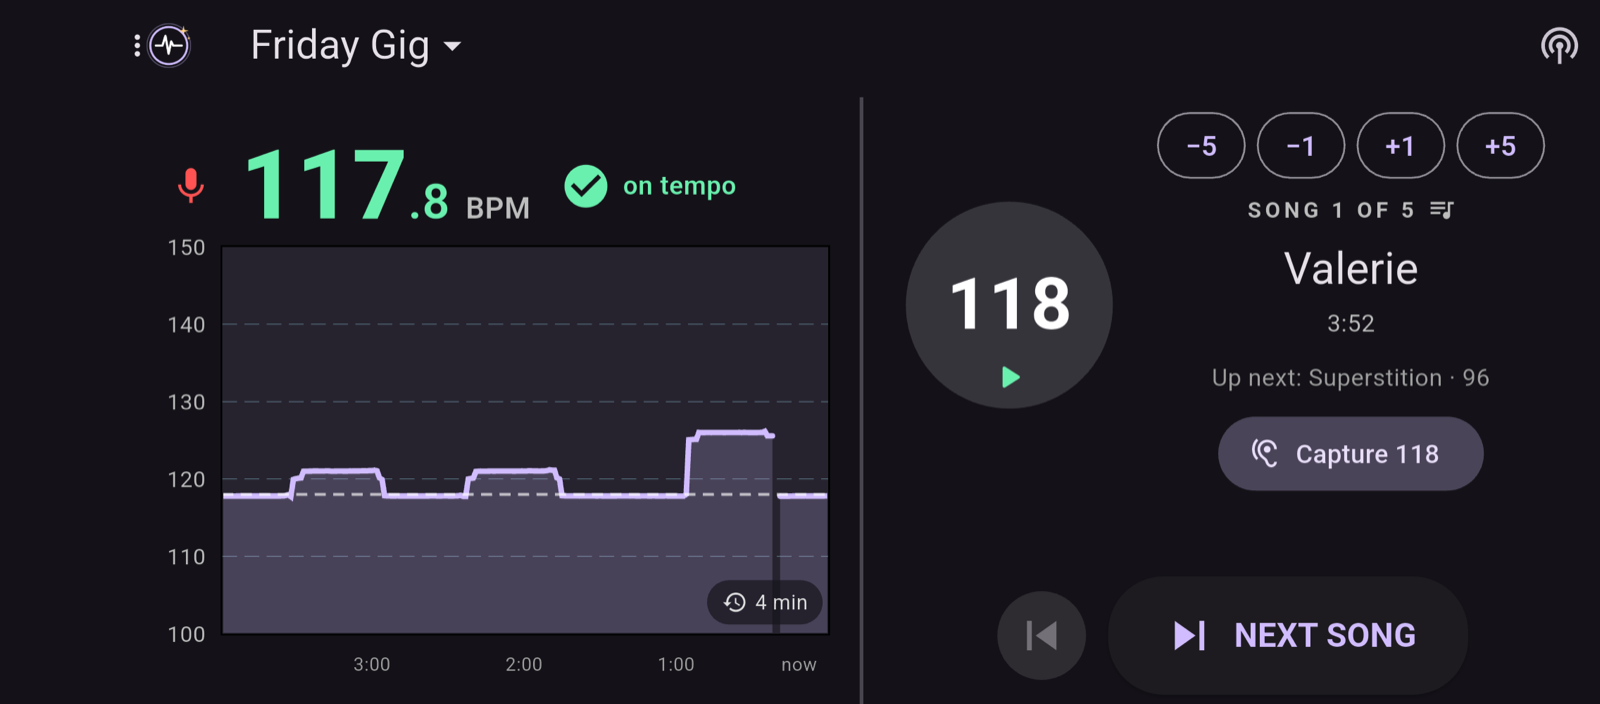 Friday Gig
117.8 BPM
on tempo
150
140
130
120
110
100
4 min
3:00 2:00 1:00 now
−5 −1 +1 +5
SONG 1 OF 5
118
Valerie
3:52
Up next: Superstition · 96
Capture 118
NEXT SONG